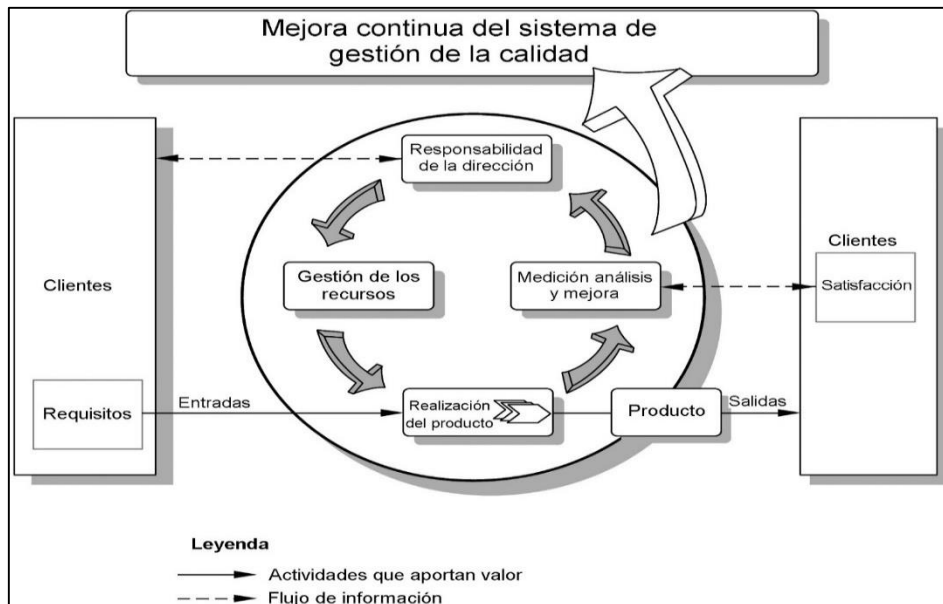 Mejora continua del sistema de
gestión de la calidad
Responsabilidad
de la dirección
Clientes
Gestión de los
recursos
Medición análisis
y mejora
Clientes
Satisfacción
Requisitos
Entradas
Realización
del producto
Producto
Salidas
Leyenda
Actividades que aportan valor
Flujo de información